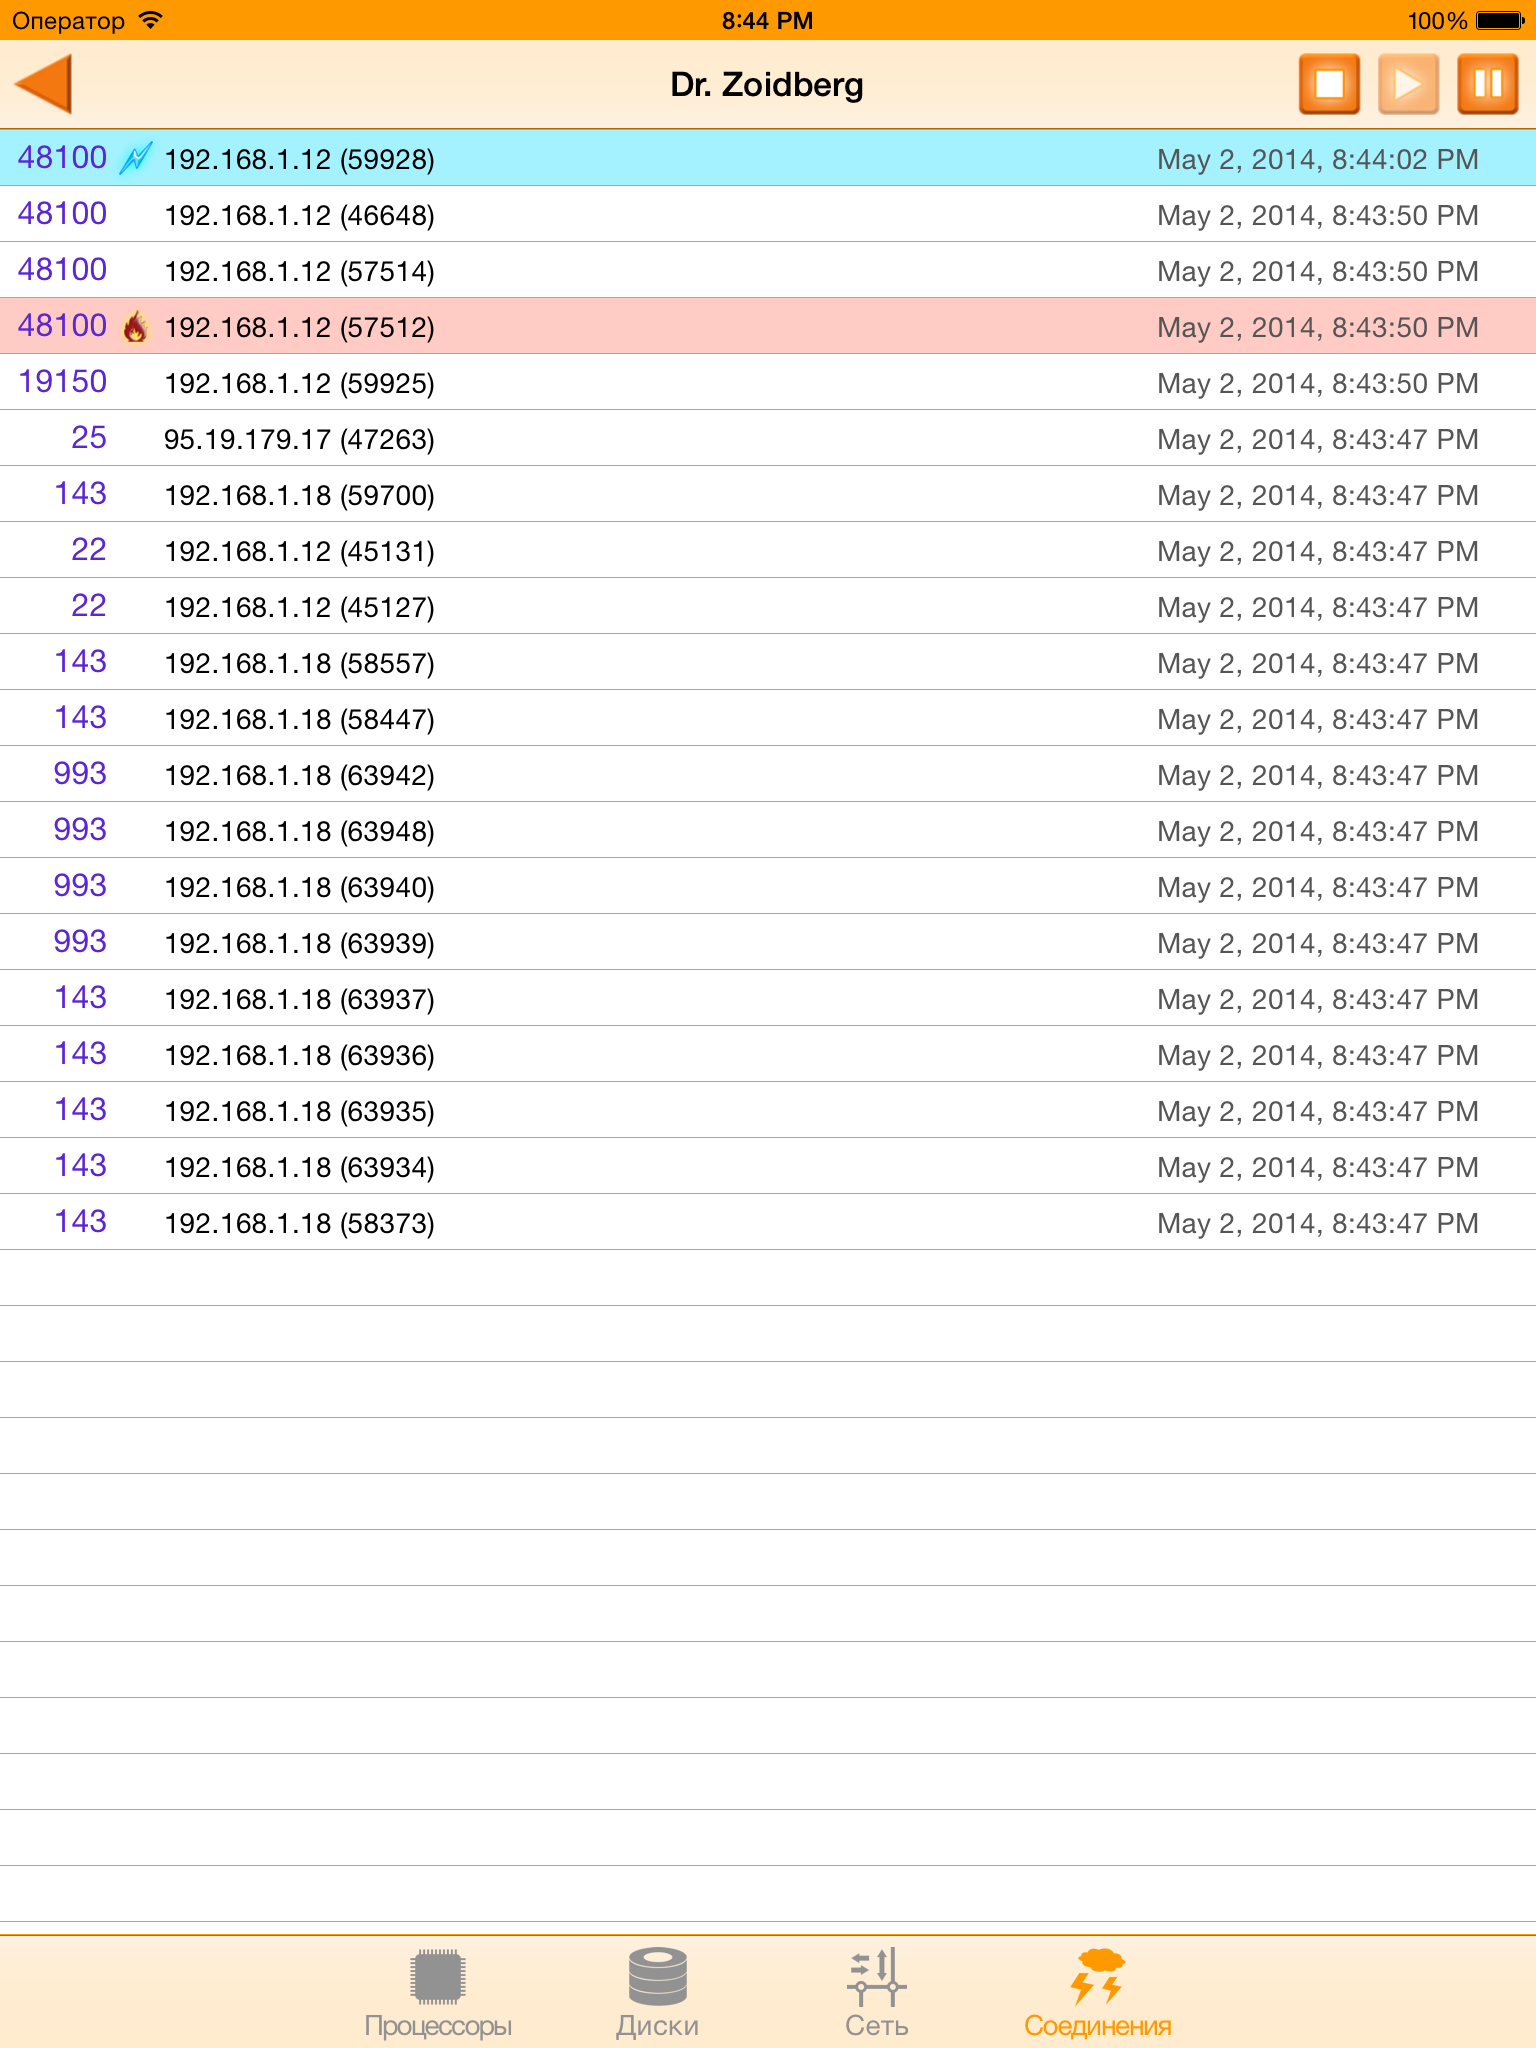 Оператор 8:44 PM 100%
Dr. Zoidberg
48100 192.168.1.12 (59928) May 2, 2014, 8:44:02 PM
48100 192.168.1.12 (46648) May 2, 2014, 8:43:50 PM
48100 192.168.1.12 (57514) May 2, 2014, 8:43:50 PM
48100 192.168.1.12 (57512) May 2, 2014, 8:43:50 PM
19150 192.168.1.12 (59925) May 2, 2014, 8:43:50 PM
25 95.19.179.17 (47263) May 2, 2014, 8:43:47 PM
143 192.168.1.18 (59700) May 2, 2014, 8:43:47 PM
22 192.168.1.12 (45131) May 2, 2014, 8:43:47 PM
22 192.168.1.12 (45127) May 2, 2014, 8:43:47 PM
143 192.168.1.18 (58557) May 2, 2014, 8:43:47 PM
143 192.168.1.18 (58447) May 2, 2014, 8:43:47 PM
993 192.168.1.18 (63942) May 2, 2014, 8:43:47 PM
993 192.168.1.18 (63948) May 2, 2014, 8:43:47 PM
993 192.168.1.18 (63940) May 2, 2014, 8:43:47 PM
993 192.168.1.18 (63939) May 2, 2014, 8:43:47 PM
143 192.168.1.18 (63937) May 2, 2014, 8:43:47 PM
143 192.168.1.18 (63936) May 2, 2014, 8:43:47 PM
143 192.168.1.18 (63935) May 2, 2014, 8:43:47 PM
143 192.168.1.18 (63934) May 2, 2014, 8:43:47 PM
143 192.168.1.18 (58373) May 2, 2014, 8:43:47 PM
Процессоры Диски Сеть Соединения